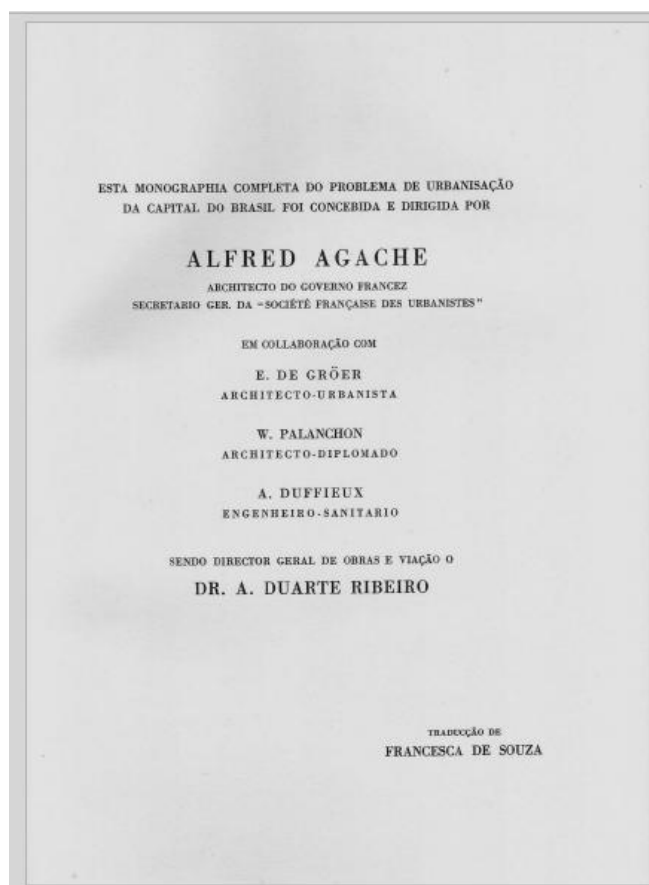 ESTA MONOGRAPHIA COMPLETA DO PROBLEMA DE URBANISAÇÃO
DA CAPITAL DO BRASIL FOI CONCEBIDA E DIRIGIDA POR
ALFRED AGACHE
ARCHITECTO DO GOVERNO FRANCEZ
SECRETARIO GER. DA "SOCIÉTÉ FRANÇAISE DES URBANISTES"
EM COLLABORAÇÃO COM
E. DE GRÖER
ARCHITECTO-URBANISTA
W. PALANCHON
ARCHITECTO-DIPLOMADO
A. DUFFIEUX
ENGENHEIRO-SANITARIO
SENDO DIRECTOR GERAL DE OBRAS E VIAÇÃO O
DR. A. DUARTE RIBEIRO
TRADUCÇÃO DE
FRANCESCA DE SOUZA